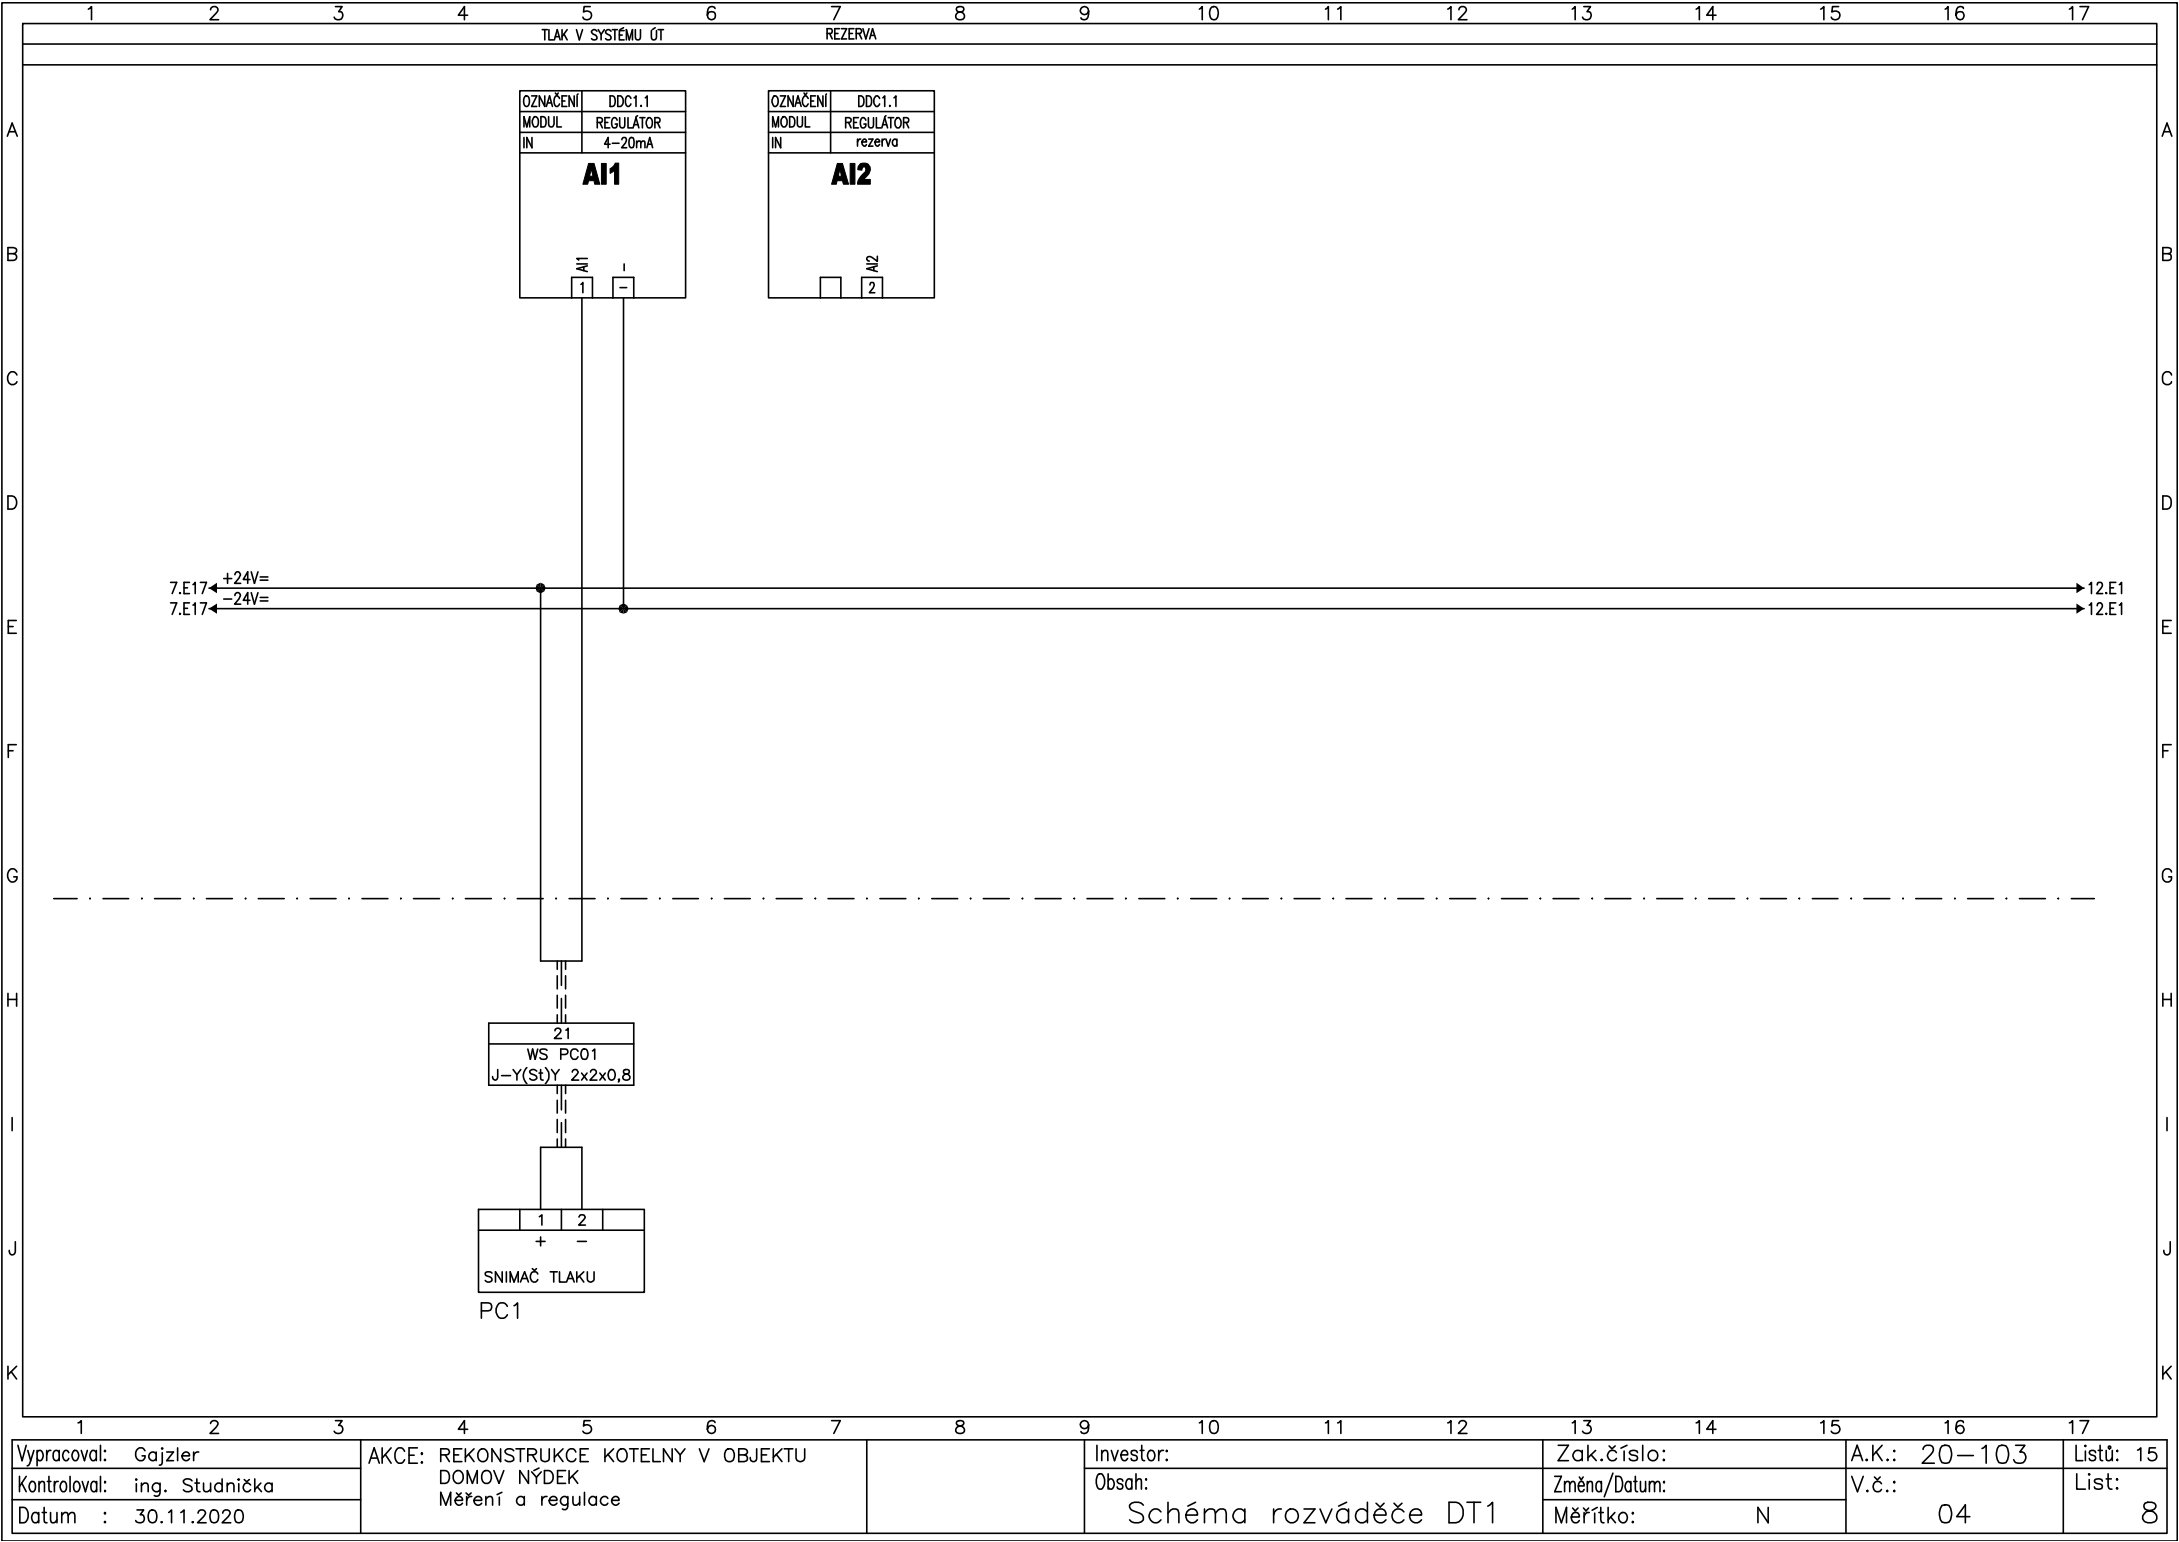 1 2 3 4 5 6 7 8 9 10 11 12 13 14 15 16 17
TLAK V SYSTÉMU ÚT REZERVA
OZNAČENÍ DDC1.1
MODUL REGULÁTOR
IN 4-20mA
AI1
AI1 -
1 -
OZNAČENÍ DDC1.1
MODUL REGULÁTOR
IN rezerva
AI2
AI2
2
A A
B B
C C
D D
7.E17 +24V= 12.E1
7.E17 -24V= 12.E1
E E
F F
G G
H H
21
WS PC01
J-Y(St)Y 2x2x0,8
I I
1 2
+ -
J J
SNIMAČ TLAKU
PC1
K K
1 2 3 4 5 6 7 8 9 10 11 12 13 14 15 16 17
Vypracoval: Gajzler
Kontroloval: ing. Studnička
Datum : 30.11.2020
AKCE: REKONSTRUKCE KOTELNY V OBJEKTU
DOMOV NÝDEK
Měření a regulace
Investor:
Obsah:
Schéma rozváděče DT1
Zak.číslo:
Změna/Datum:
Měřítko: N
A.K.: 20-103
V.č.:
04
Listů: 15
List:
8